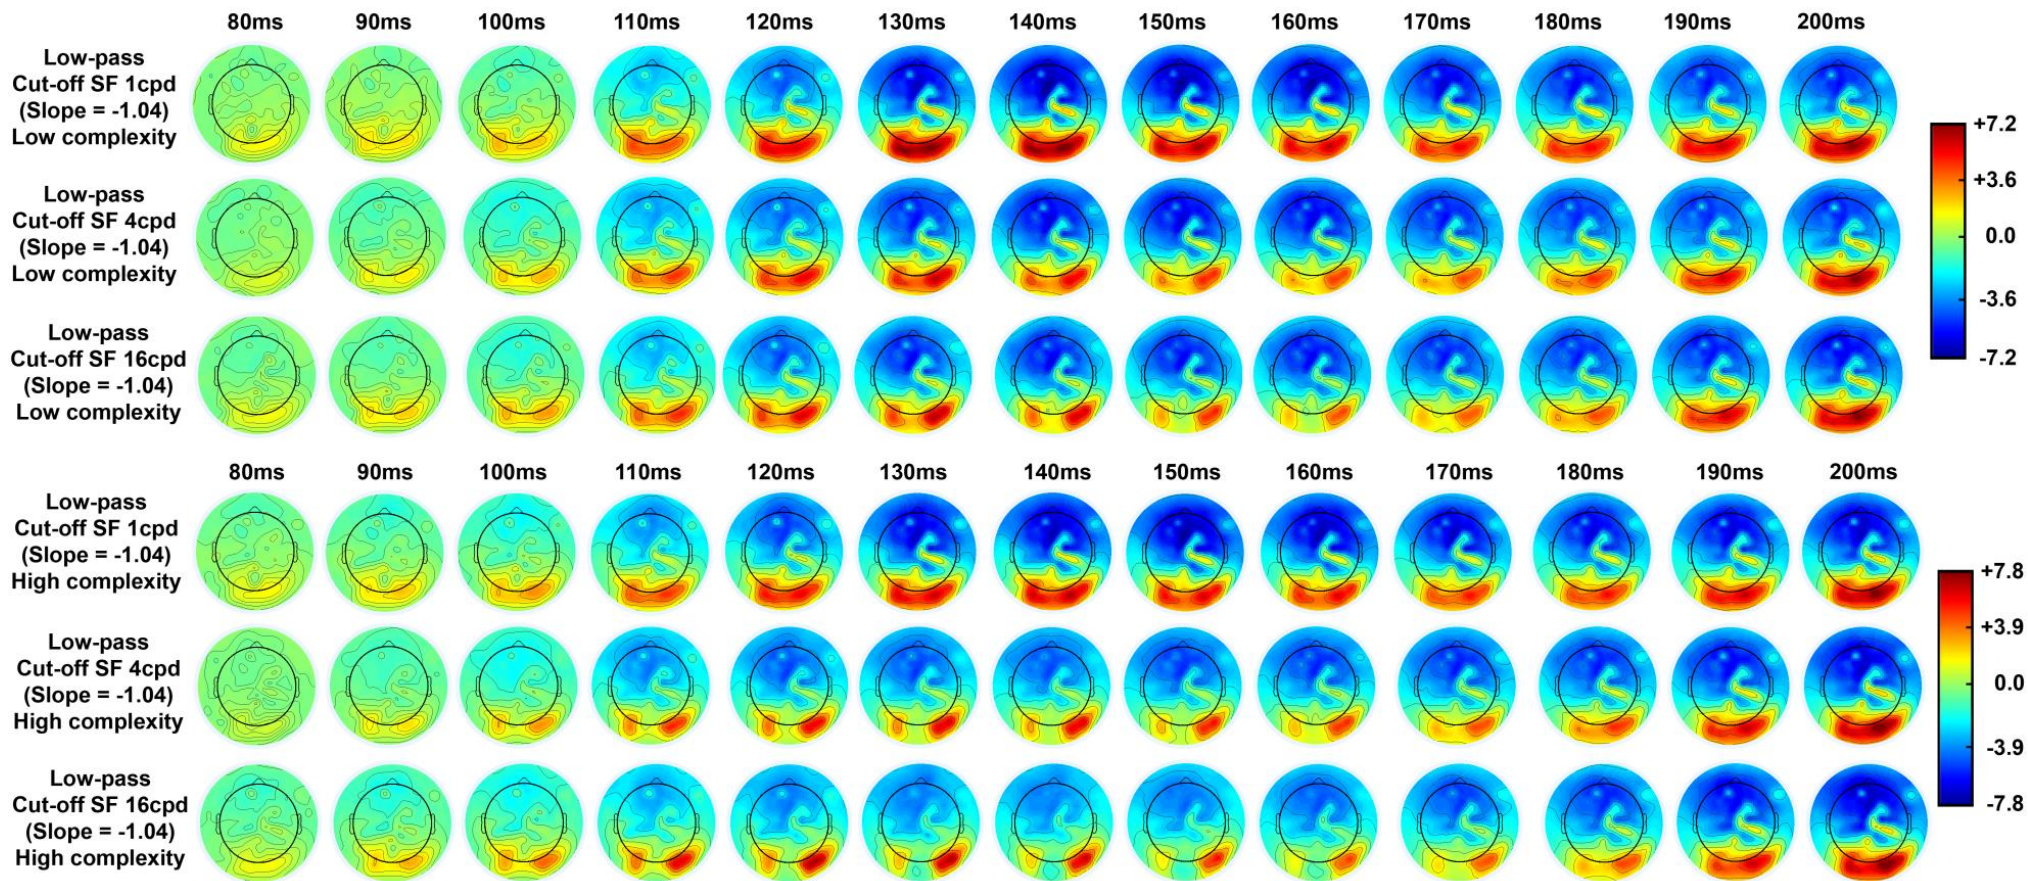 80ms 90ms 100ms 110ms 120ms 130ms 140ms 150ms 160ms 170ms 180ms 190ms 200ms
Low-pass
Cut-off SF 1cpd
(Slope = -1.04)
Low complexity
Low-pass
Cut-off SF 4cpd
(Slope = -1.04)
Low complexity
Low-pass
Cut-off SF 16cpd
(Slope = -1.04)
Low complexity
+7.2
+3.6
0.0
-3.6
-7.2
80ms 90ms 100ms 110ms 120ms 130ms 140ms 150ms 160ms 170ms 180ms 190ms 200ms
Low-pass
Cut-off SF 1cpd
(Slope = -1.04)
High complexity
Low-pass
Cut-off SF 4cpd
(Slope = -1.04)
High complexity
Low-pass
Cut-off SF 16cpd
(Slope = -1.04)
High complexity
+7.8
+3.9
0.0
-3.9
-7.8